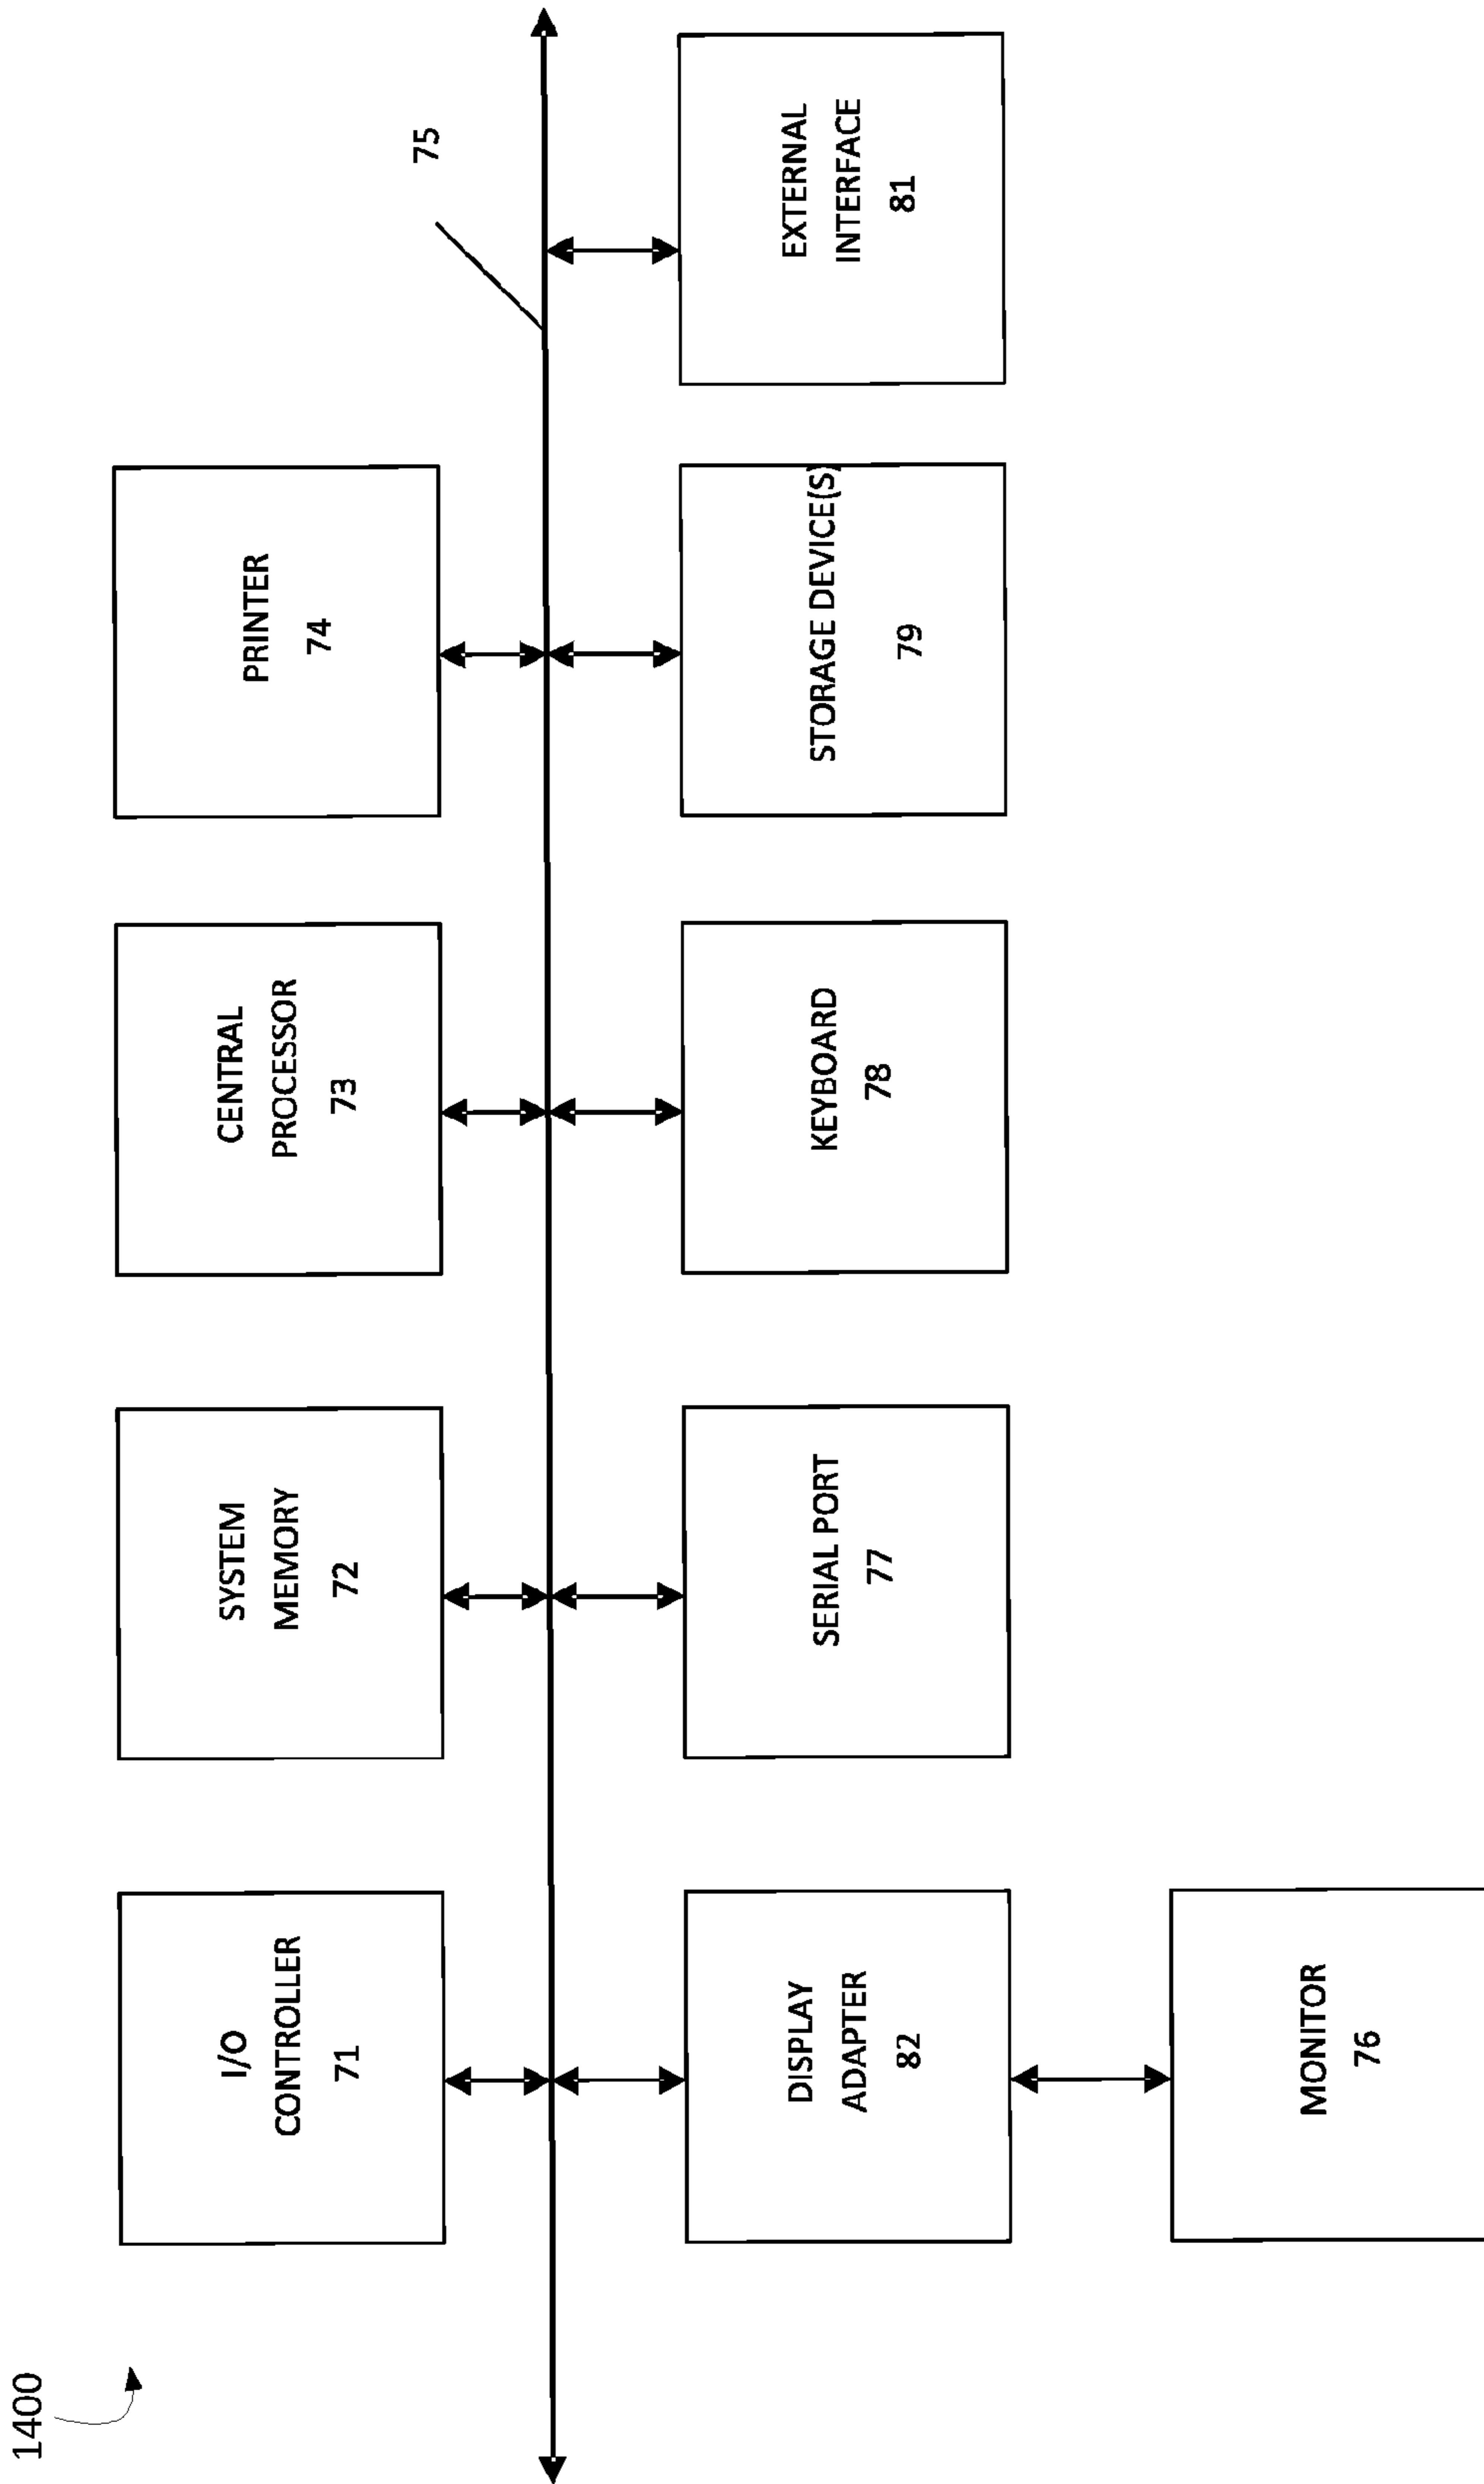 1400
I/O
CONTROLLER
71
SYSTEM
MEMORY
72
CENTRAL
PROCESSOR
73
PRINTER
74
75
DISPLAY
ADAPTER
82
SERIAL PORT
77
KEYBOARD
78
STORAGE DEVICE(S)
79
EXTERNAL
INTERFACE
81
MONITOR
76